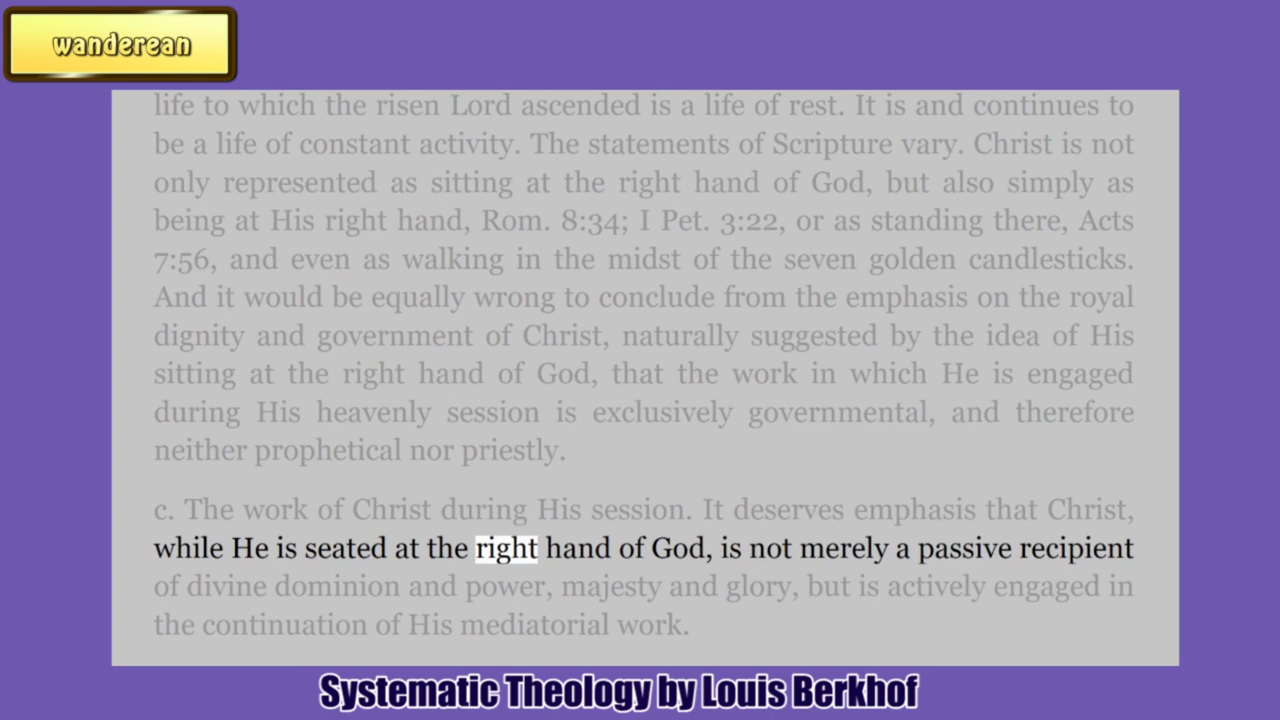 wanderean
life to which the risen Lord ascended is a life of rest. It is and continues to
be a life of constant activity. The statements of Scripture vary. Christ is not
only represented as sitting at the right hand of God, but also simply as
being at His right hand, Rom. 8:34; I Pet. 3:22, or as standing there, Acts
7:56, and even as walking in the midst of the seven golden candlesticks.
And it would be equally wrong to conclude from the emphasis on the royal
dignity and government of Christ, naturally suggested by the idea of His
sitting at the right hand of God, that the work in which He is engaged
during His heavenly session is exclusively governmental, and therefore
neither prophetical nor priestly.
c. The work of Christ during His session. It deserves emphasis that Christ,
while He is seated at the right hand of God, is not merely a passive recipient
of divine dominion and power, majesty and glory, but is actively engaged in
the continuation of His mediatorial work.
Systematic Theology by Louis Berkhof